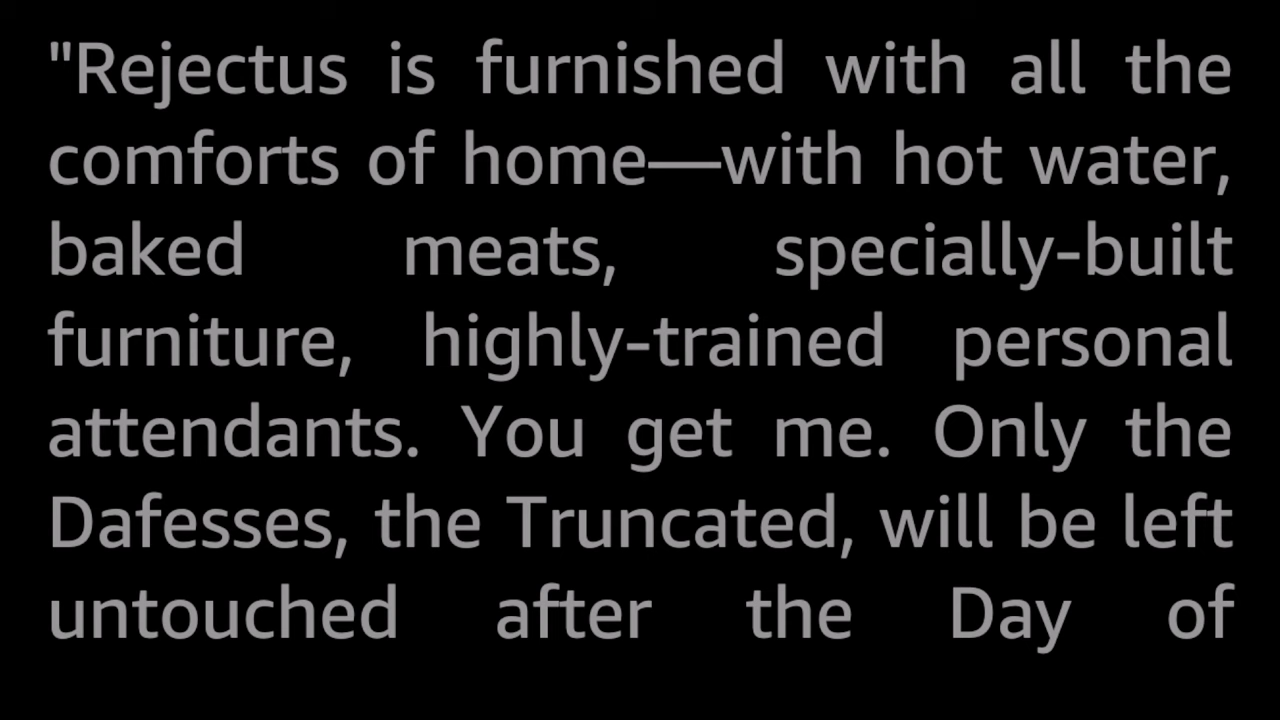 "Rejectus is furnished with all the
comforts of home—with hot water,
baked meats, specially-built
furniture, highly-trained personal
attendants. You get me. Only the
Dafesses, the Truncated, will be left
untouched after the Day of